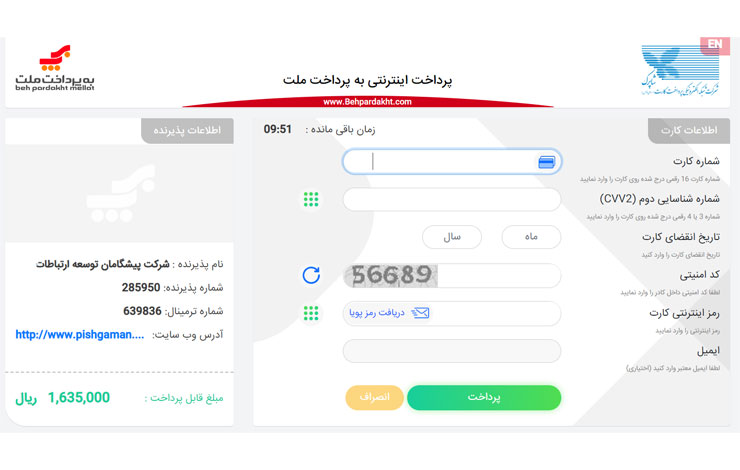 EN
به پرداخت ملت
beh pardakht mellat
پرداخت اینترنتی به پرداخت ملت
www.Behpardakht.com
شاپرک
شرکت شبکه الکترونیکی پرداخت کارت
اطلاعات کارت
زمان باقی مانده : 09:51
شماره کارت
شماره کارت 16 رقمی درج شده روی کارت را وارد نمایید
شماره شناسایی دوم (CVV2)
شماره 3 یا 4 رقمی درج شده روی کارت را وارد نمایید
تاریخ انقضای کارت
ماه
سال
تاریخ انقضای کارت را وارد کنید
کد امنیتی
56689
لطفا کد امنیتی داخل کادر را وارد نمایید
رمز اینترنتی کارت
دریافت رمز پویا
رمز اینترنتی را وارد نمایید
ایمیل
لطفا ایمیل معتبر وارد کنید (اختیاری)
پرداخت
انصراف
اطلاعات پذیرنده
نام پذیرنده : شرکت پیشگامان توسعه ارتباطات
شماره پذیرنده: 285950
شماره ترمینال: 639836
آدرس وب سایت: http://www.pishgaman....
مبلغ قابل پرداخت : 1,635,000 ریال